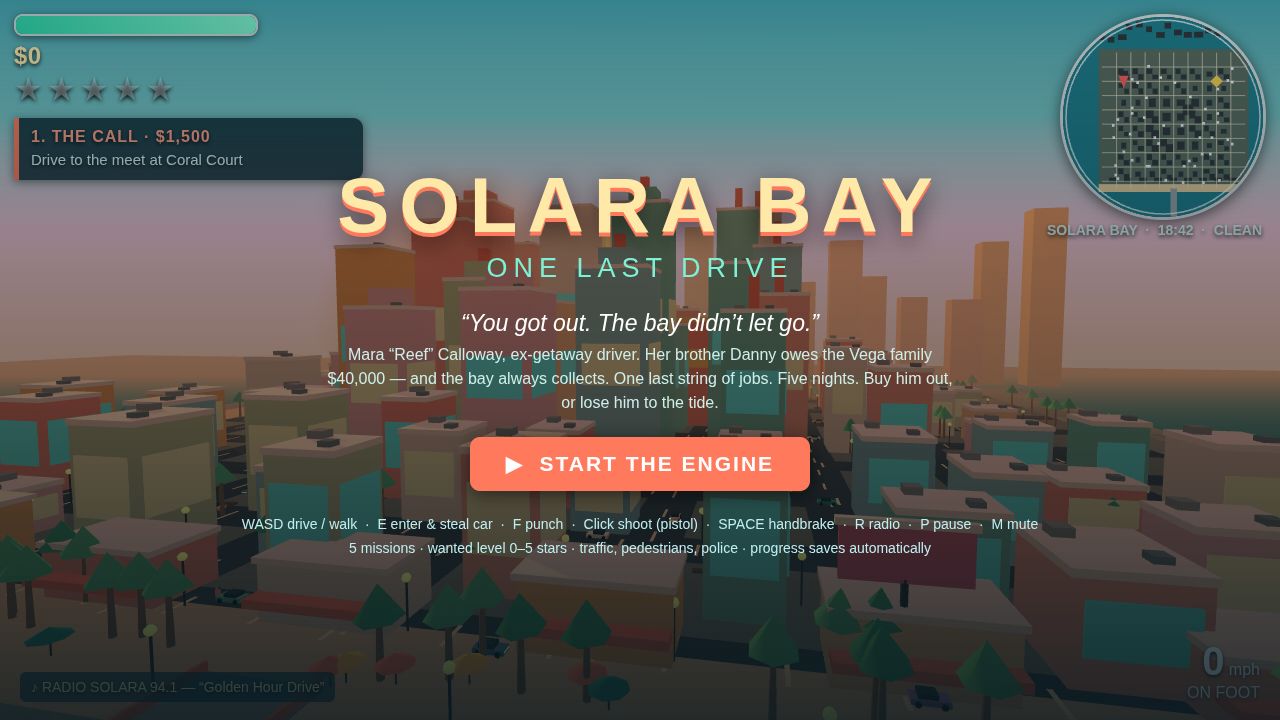 $0
★★★★★
1. THE CALL · $1,500
Drive to the meet at Coral Court
SOLARA BAY · 18:42 · CLEAN
SOLARA BAY
ONE LAST DRIVE
“You got out. The bay didn’t let go.”
Mara “Reef” Calloway, ex-getaway driver. Her brother Danny owes the Vega family
$40,000 — and the bay always collects. One last string of jobs. Five nights. Buy him out,
or lose him to the tide.
▶ START THE ENGINE
WASD drive / walk · E enter & steal car · F punch · Click shoot (pistol) · SPACE handbrake · R radio · P pause · M mute
5 missions · wanted level 0–5 stars · traffic, pedestrians, police · progress saves automatically
♪ RADIO SOLARA 94.1 — “Golden Hour Drive”
0 mph
ON FOOT